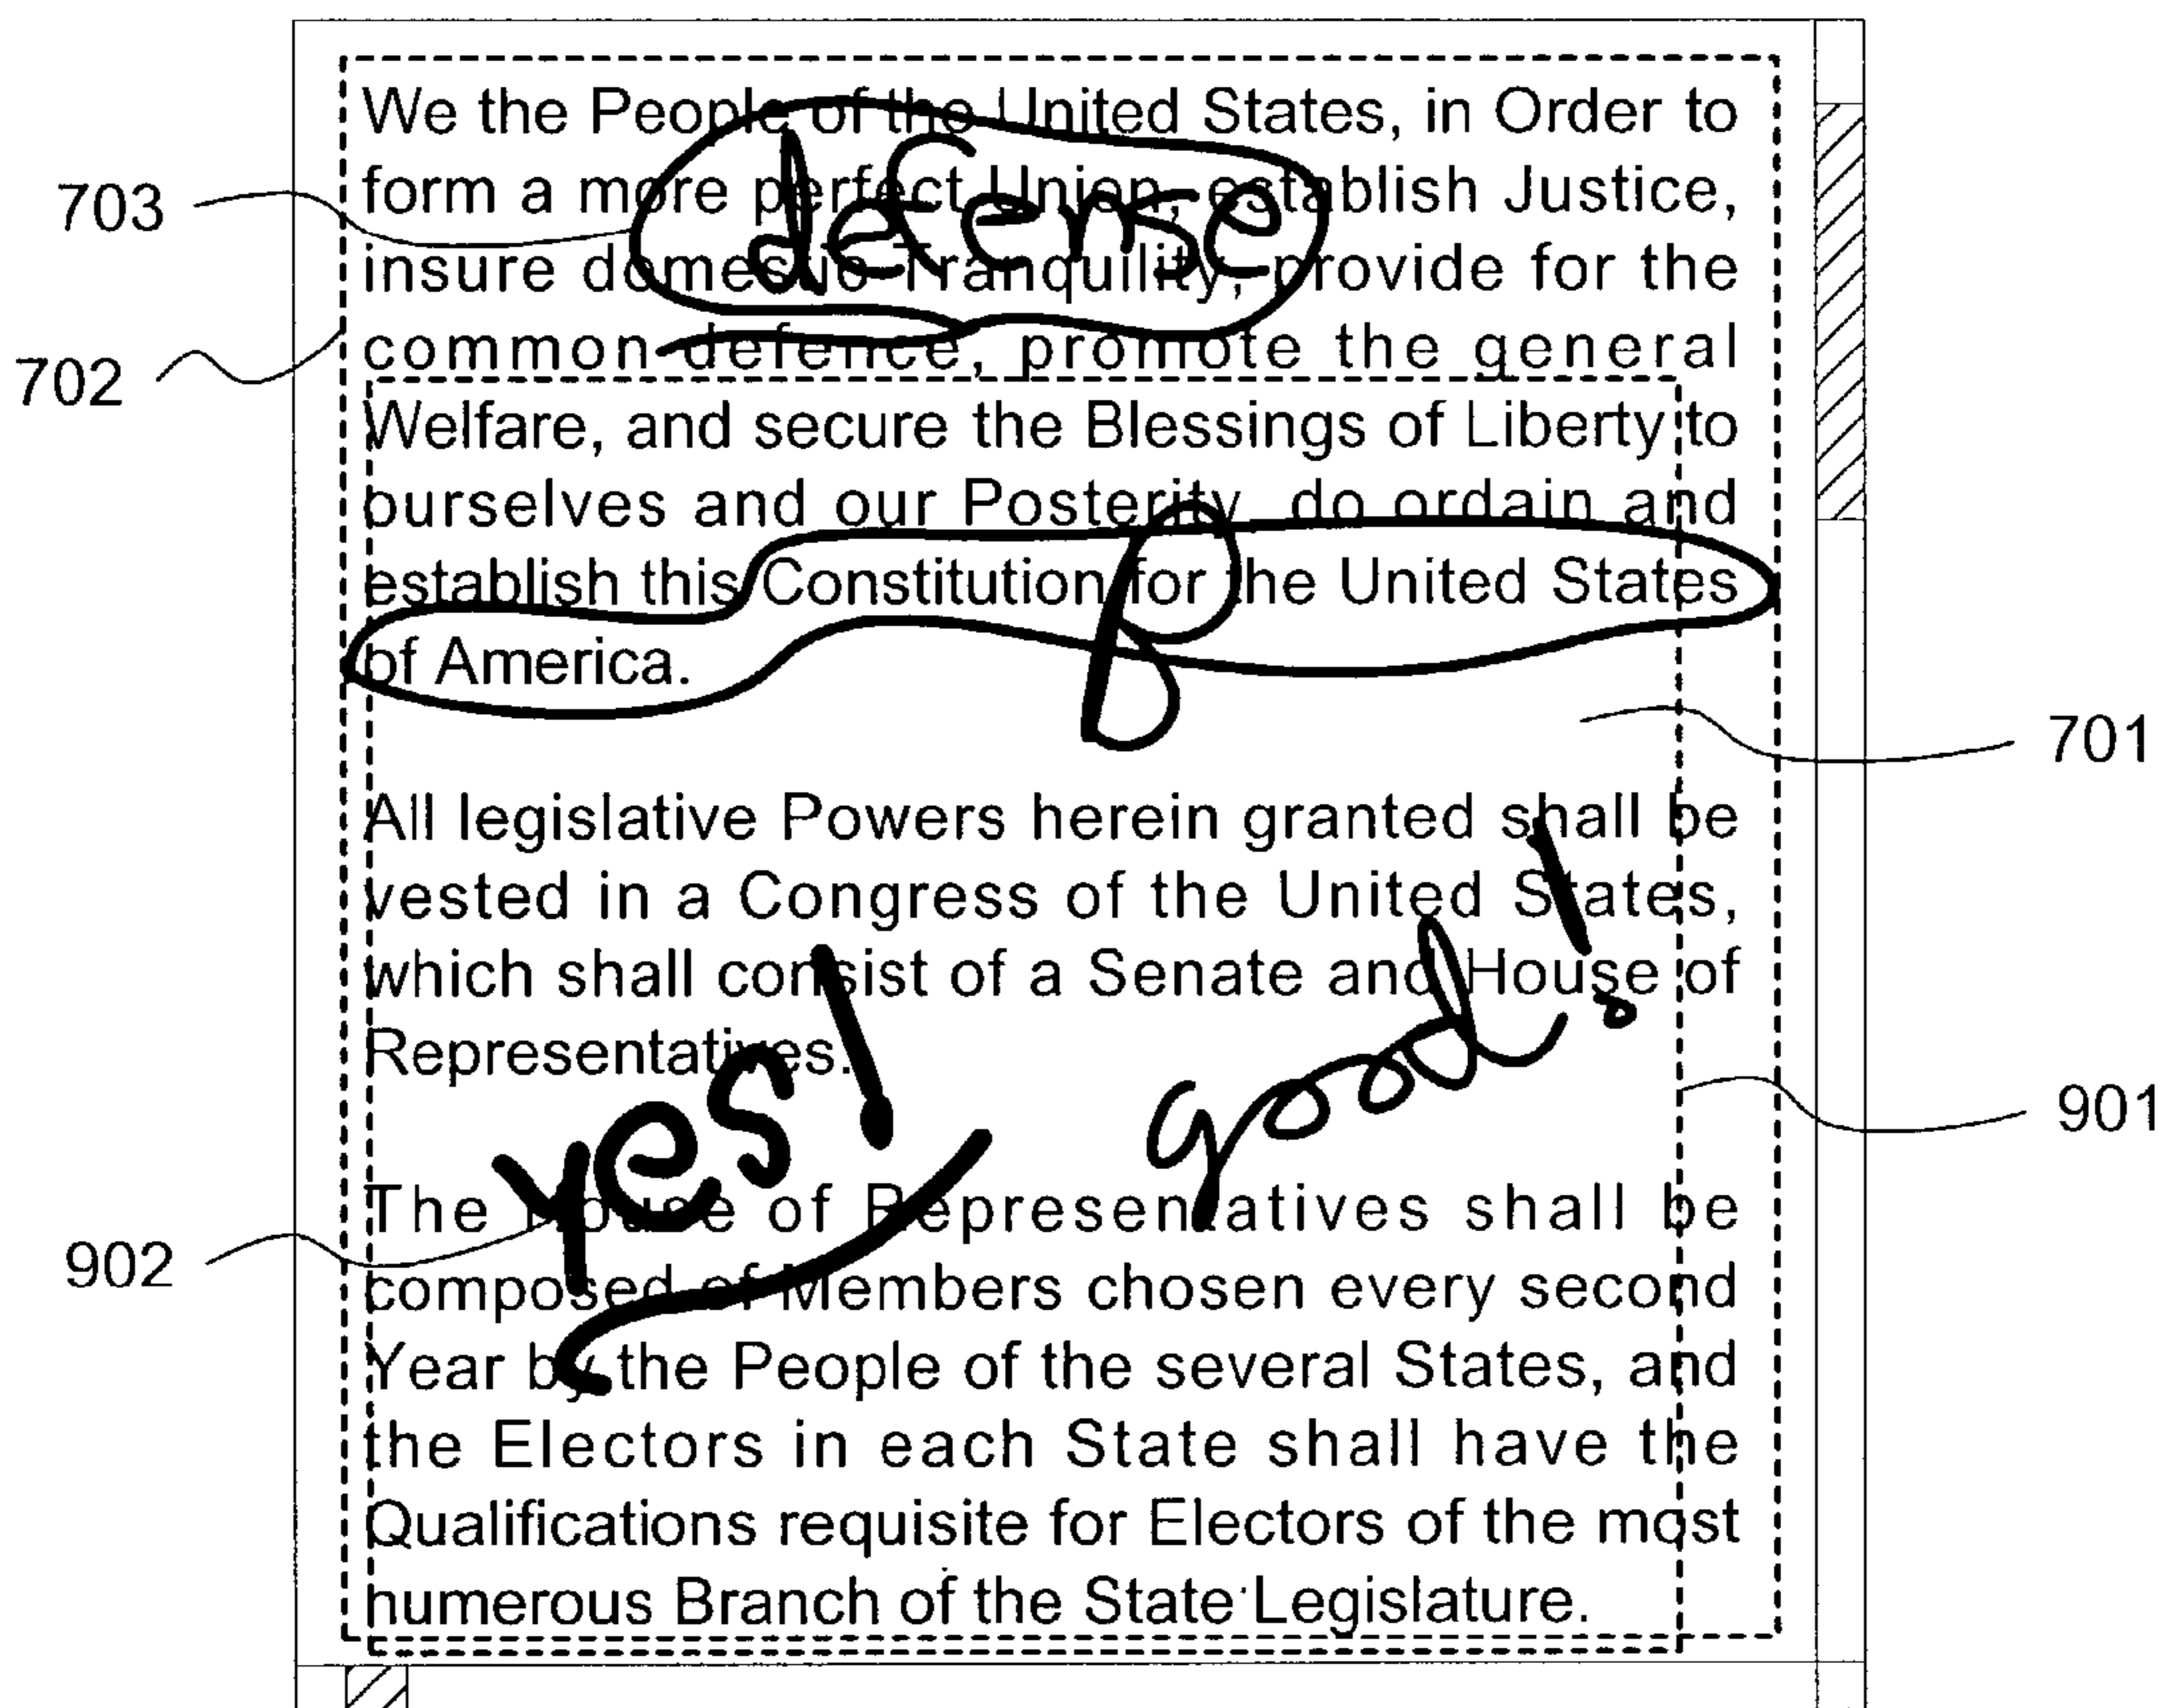 We the People of the United States, in Order to
defense
703
form a more perfect Union, establish Justice,
insure domestic Tranquility, provide for the
702
common defence, promote the general
Welfare, and secure the Blessings of Liberty to
ourselves and our Posterity do ordain and
establish this Constitution for the United States
of America.
701
All legislative Powers herein granted shall be
vested in a Congress of the United States,
which shall consist of a Senate and House of
Representatives.
good!
yes!
901
The House of Representatives shall be
902
composed of Members chosen every second
Year by the People of the several States, and
the Electors in each State shall have the
Qualifications requisite for Electors of the most
humerous Branch of the State Legislature.